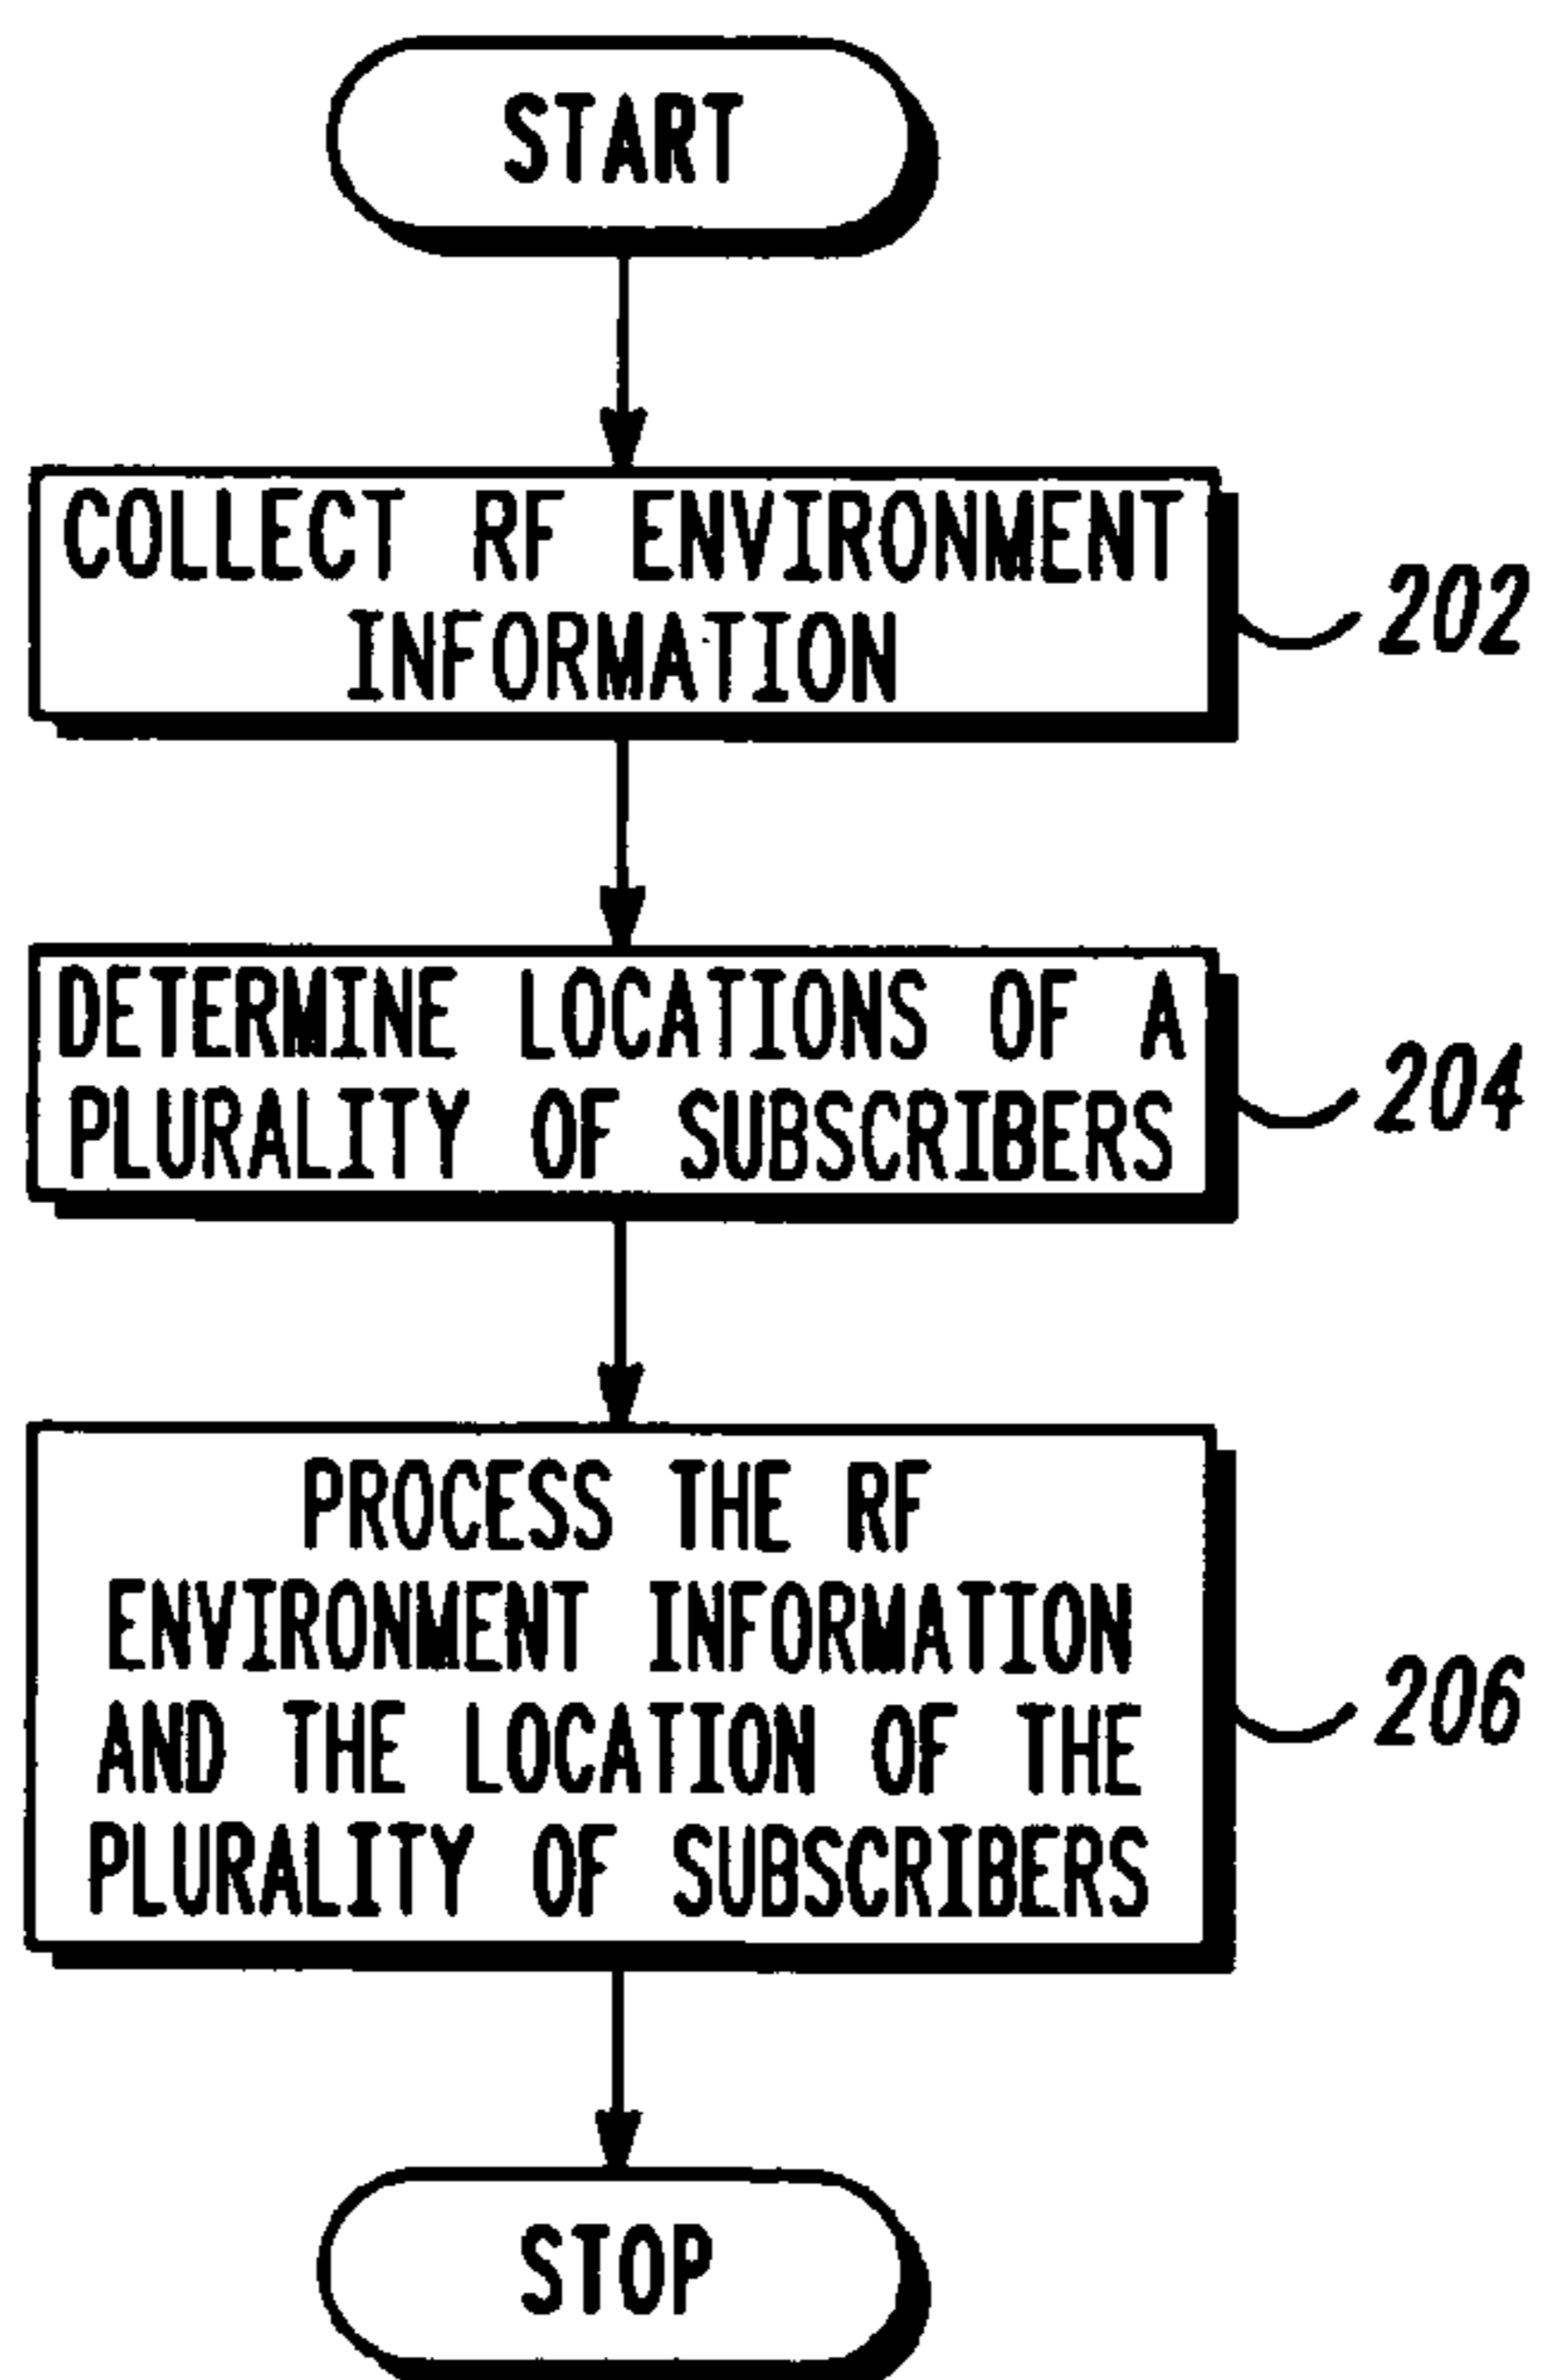 START
COLLECT RF ENVIRONMENT
INFORMATION
202
DETERMINE LOCATIONS OF A
PLURALITY OF SUBSCRIBERS
204
PROCESS THE RF
ENVIRONMENT INFORMATION
AND THE LOCATION OF THE
PLURALITY OF SUBSCRIBERS
206
STOP